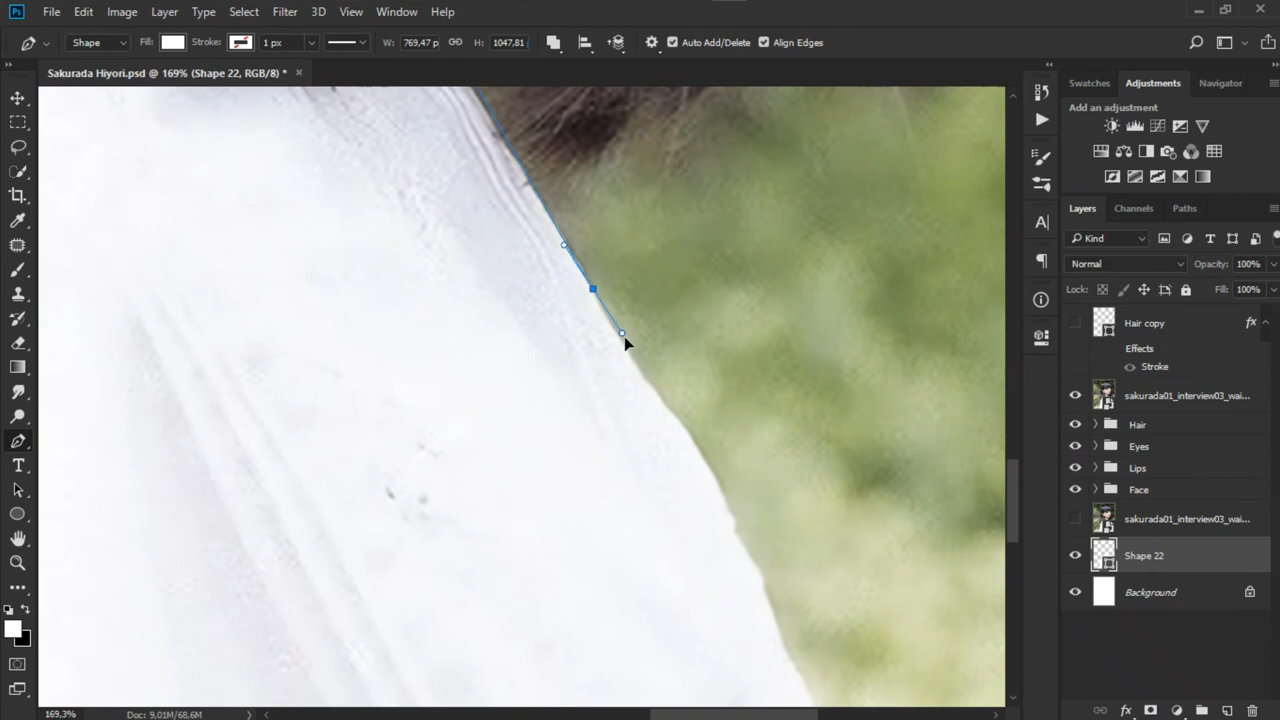 Ps File Edit Image Layer Type Select Filter 3D View Window Help
Shape Fill: Stroke: 1 px W: 769,47 p H: 1047,81 Auto Add/Delete Align Edges
Sakurada Hiyori.psd @ 169% (Shape 22, RGB/8) * ×
Swatches Adjustments Navigator
Add an adjustment
Layers Channels Paths
Kind
Normal Opacity: 100%
Lock: Fill: 100%
Hair copy fx
Effects
Stroke
sakurada01_interview03_wai...
Hair
Eyes
Lips
Face
sakurada01_interview03_wai...
Shape 22
Background
169,3% Doc: 9,01M/68,6M